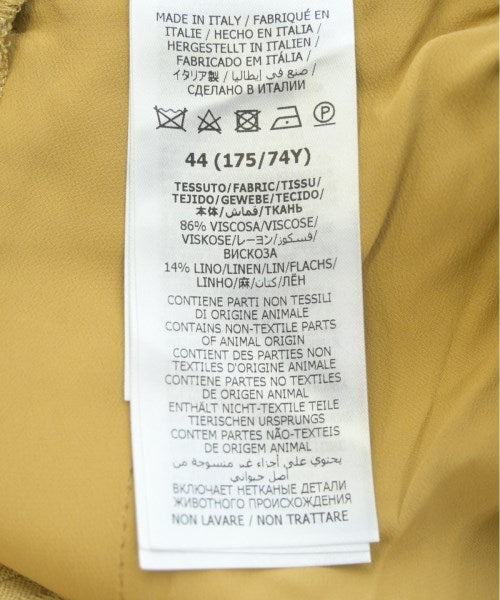 MADE IN ITALY / FABRIQUÉ EN
ITALIE / HECHO EN ITALIA /
HERGESTELLT IN ITALIEN /
FABRICADO EM ITÁLIA /
イタリア製 / صنع في إيطاليا /
СДЕЛАНО В ИТАЛИИ
P
44 (175/74Y)
TESSUTO/FABRIC/TISSU/
TEJIDO/GEWEBE/TECIDO/
本体/قماش/ТКАНЬ
86% VISCOSA/VISCOSE/
VISKOSE/レーヨン/فسكوز/
ВИСКОЗА
14% LINO/LINEN/LIN/FLACHS/
LINHO/麻/كتان/ЛЁН
CONTIENE PARTI NON TESSILI
DI ORIGINE ANIMALE
CONTAINS NON-TEXTILE PARTS
OF ANIMAL ORIGIN
CONTIENT DES PARTIES NON
TEXTILES D'ORIGINE ANIMALE
CONTIENE PARTES NO TEXTILES
DE ORIGEN ANIMAL
ENTHÄLT NICHT-TEXTILE TEILE
TIERISCHEN URSPRUNGS
CONTEM PARTES NÃO-TEXTEIS
DE ORIGEM ANIMAL
يحتوي على أجزاء غير منسوجة من
أصل حيواني
ВКЛЮЧАЕТ НЕТКАНЫЕ ДЕТАЛИ
ЖИВОТНОГО ПРОИСХОЖДЕНИЯ
NON LAVARE / NON TRATTARE